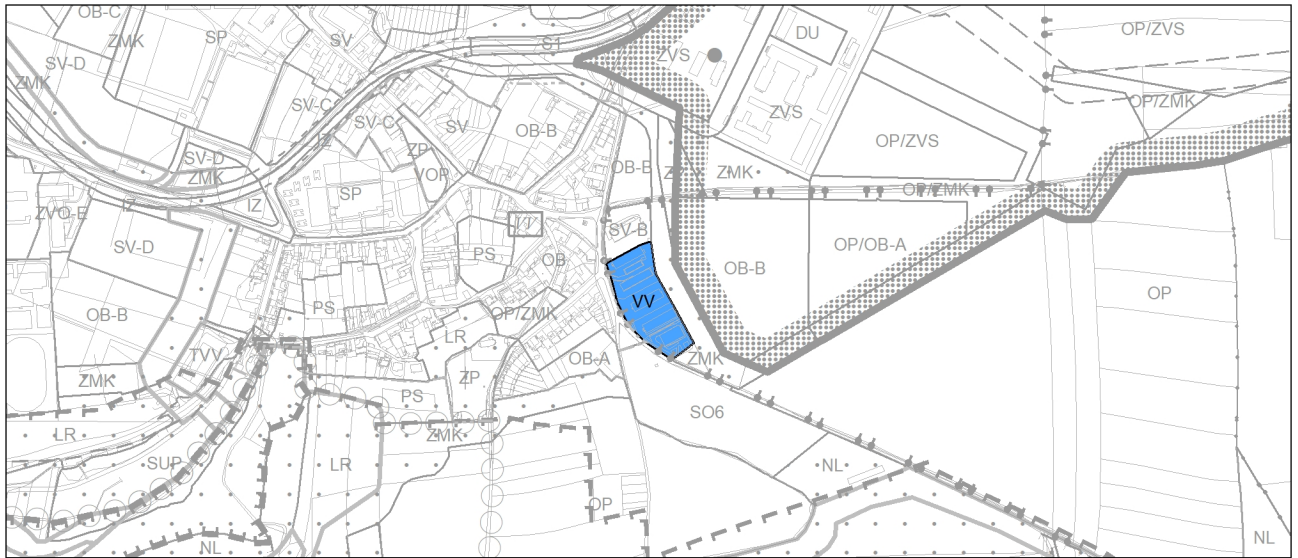 OB-C
ZMK
SP
SV
S1
ZVS
DU
OP/ZVS
SV-D
ZMK
SV-C
IZ
SV-C
SV
OB-B
ZVS
OP/ZMK
OP/ZVS
SV-D
ZMK
ZP
VOP
OB-B
ZMK
OP/ZMK
IZ
IZ
SP
ZVO-E
SV-D
SV-B
PS
OB
OP/OB-A
OB-B
OP
VV
PS
OP/ZMK
OB-B
LR
OB-A
ZMK
TVV
ZMK
ZP
PS
SO6
LR
ZMK
SUP
LR
NL
OP
NL
NL